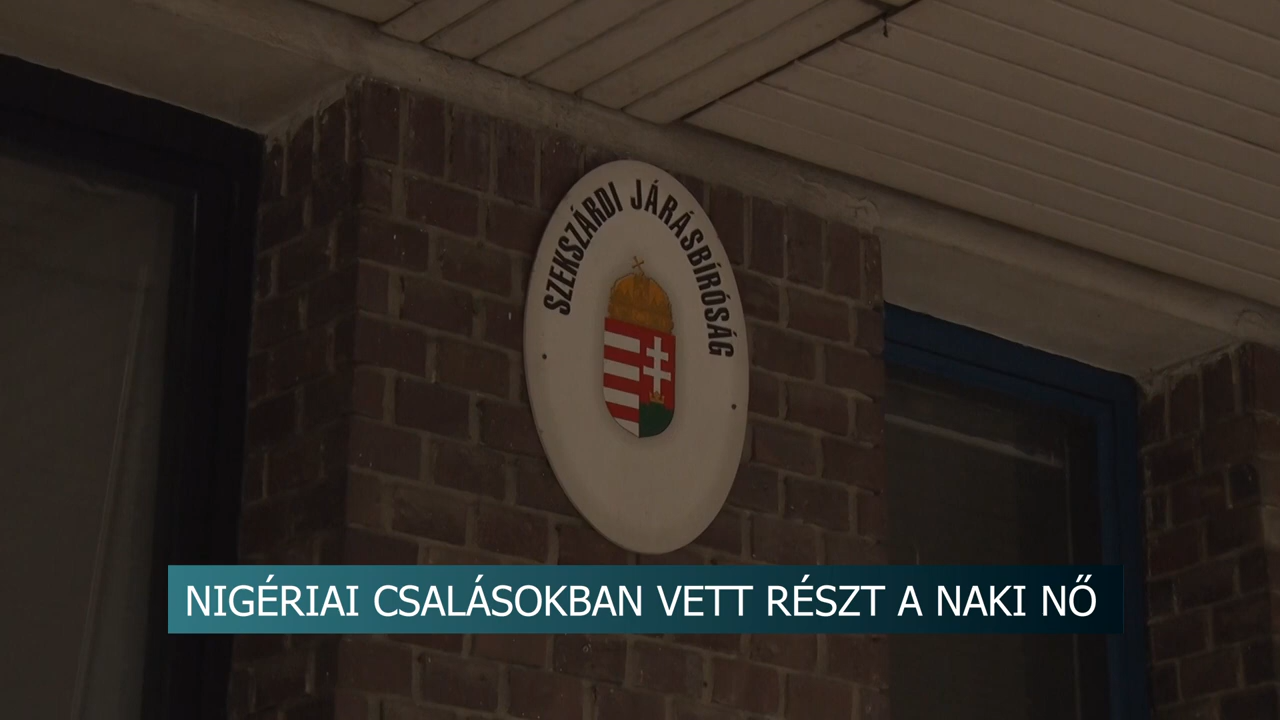 SZEKSZÁRDI JÁRÁSBÍRÓSÁG
NIGÉRIAI CSALÁSOKBAN VETT RÉSZT A NAKI NŐ